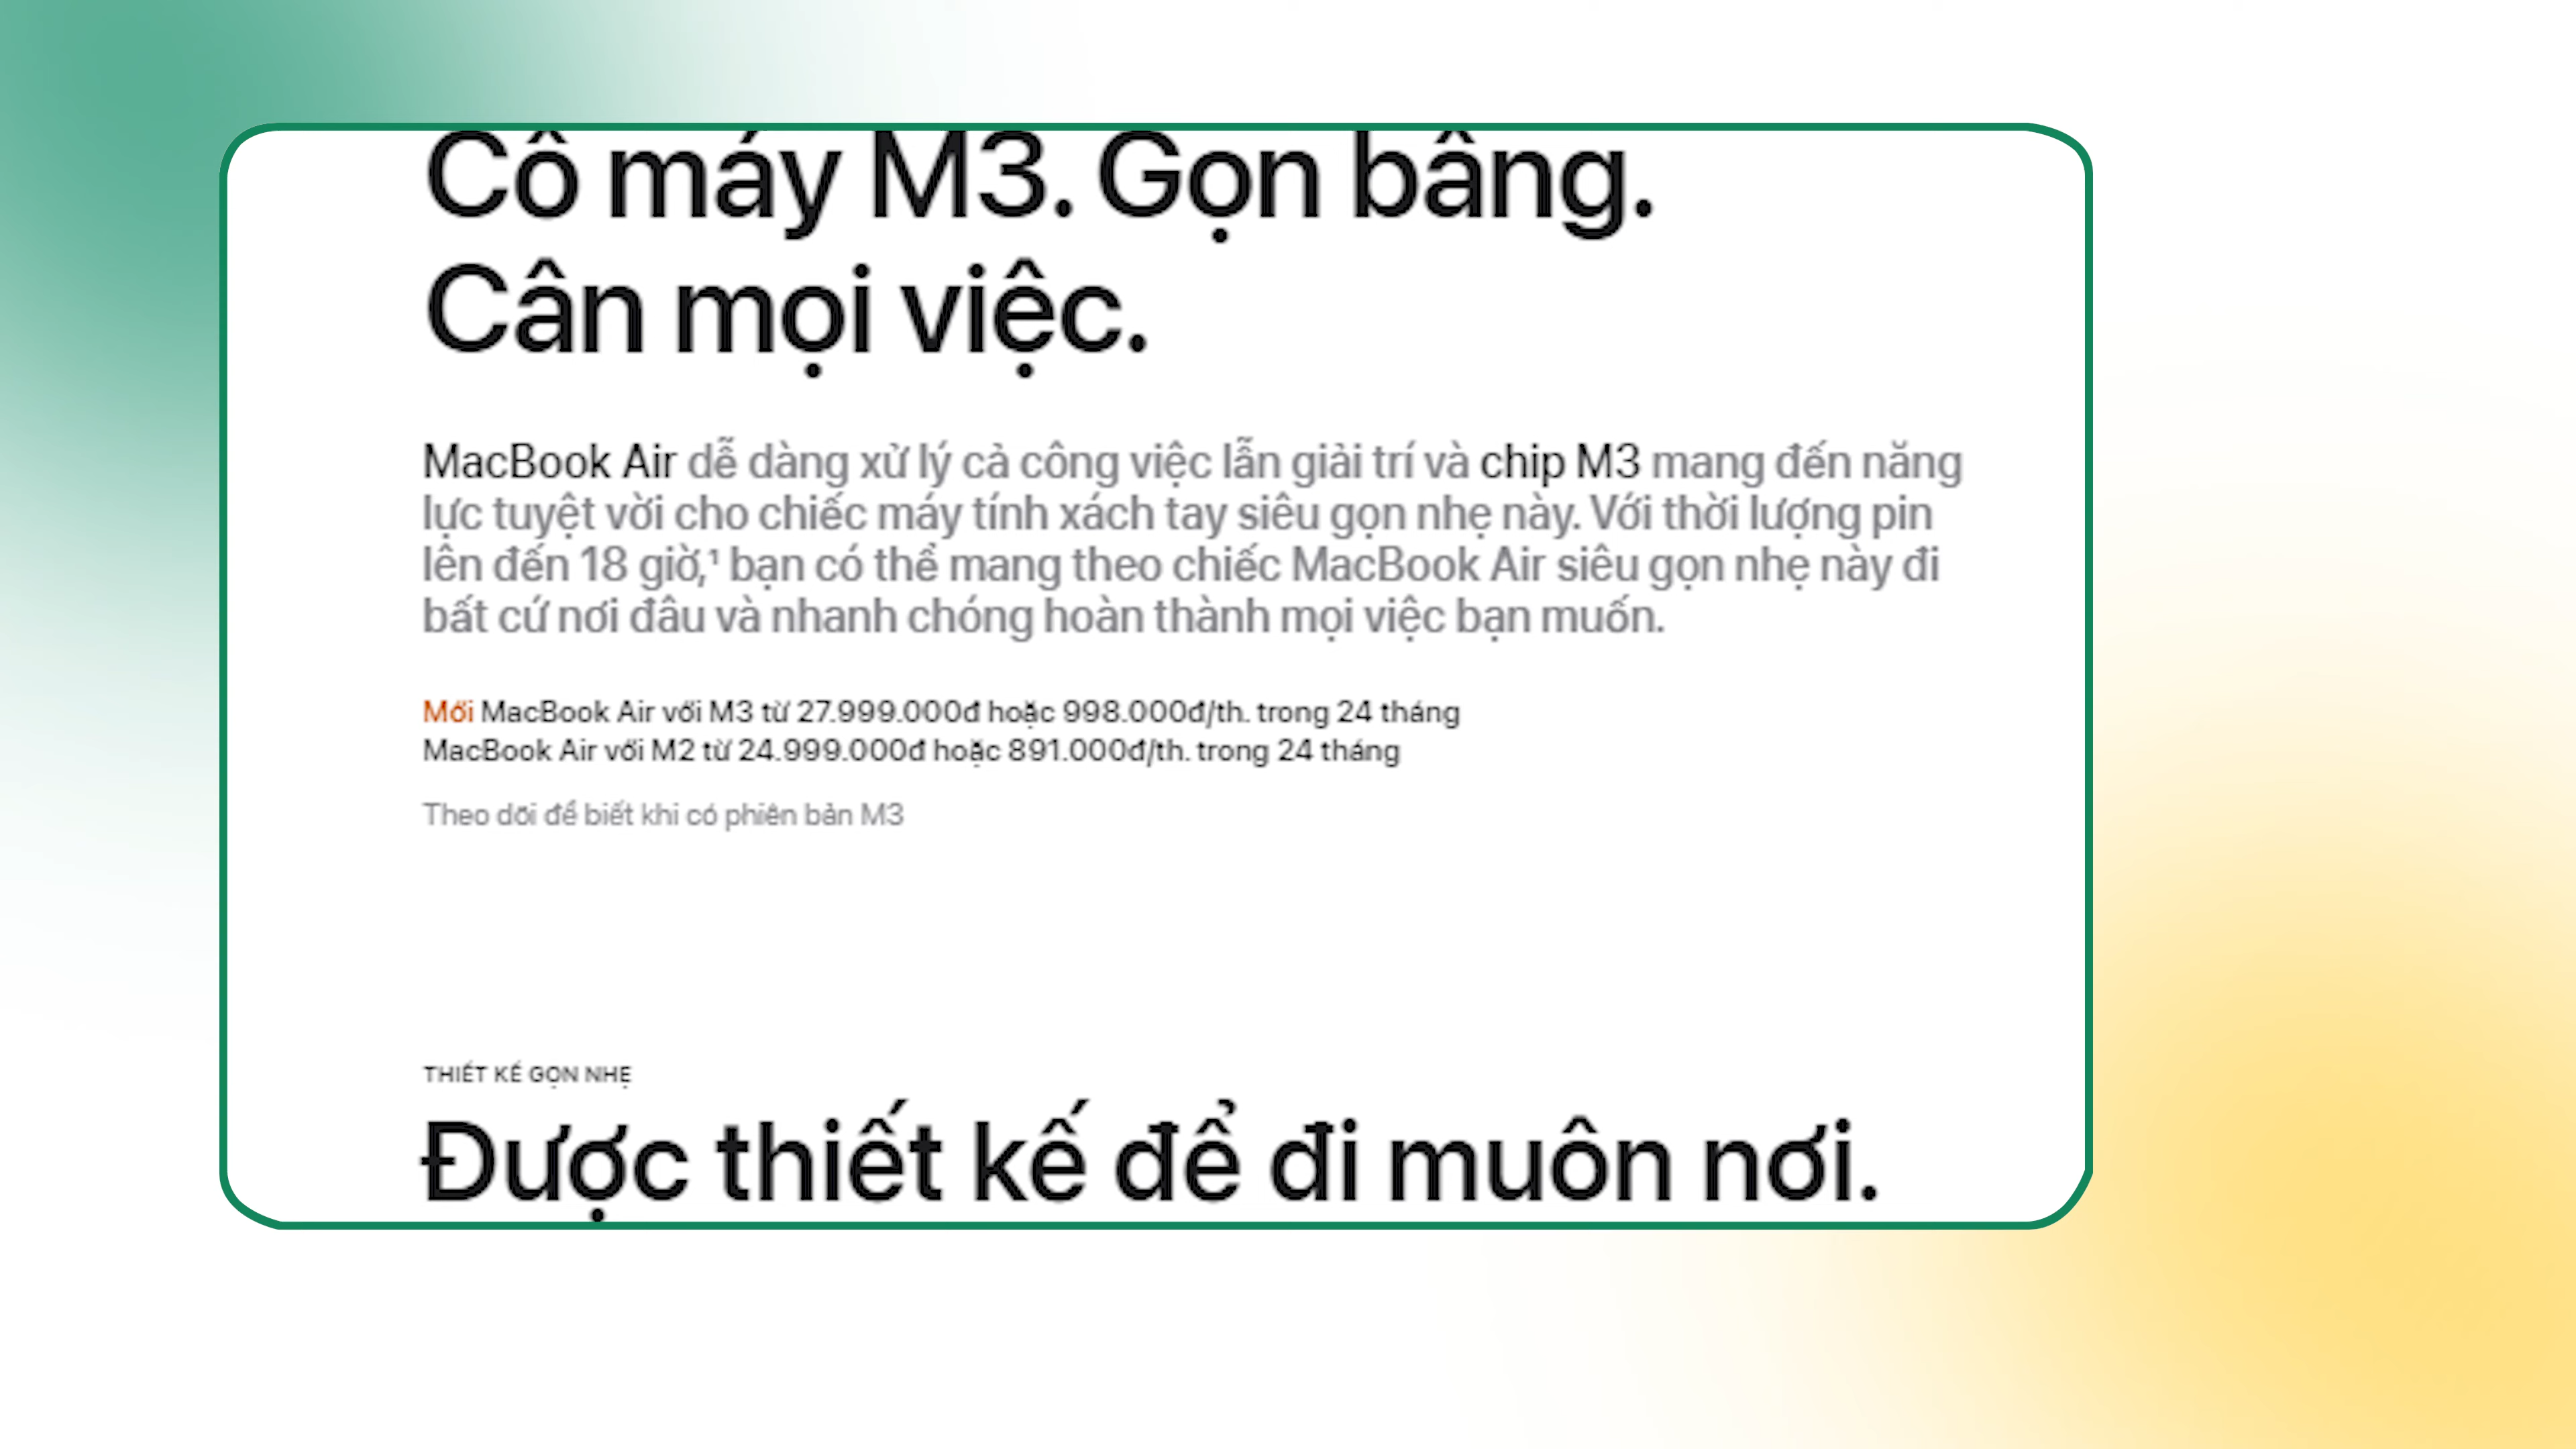 Cỗ máy M3. Gọn bâng.
Cân mọi việc.
MacBook Air dễ dàng xử lý cả công việc lẫn giải trí và chip M3 mang đến năng
lực tuyệt vời cho chiếc máy tính xách tay siêu gọn nhẹ này. Với thời lượng pin
lên đến 18 giờ,¹ bạn có thể mang theo chiếc MacBook Air siêu gọn nhẹ này đi
bất cứ nơi đâu và nhanh chóng hoàn thành mọi việc bạn muốn.
Mới MacBook Air với M3 từ 27.999.000đ hoặc 998.000đ/th. trong 24 tháng
MacBook Air với M2 từ 24.999.000đ hoặc 891.000đ/th. trong 24 tháng
Theo dõi để biết khi có phiên bản M3
THIẾT KẾ GỌN NHẸ
Được thiết kế để đi muôn nơi.